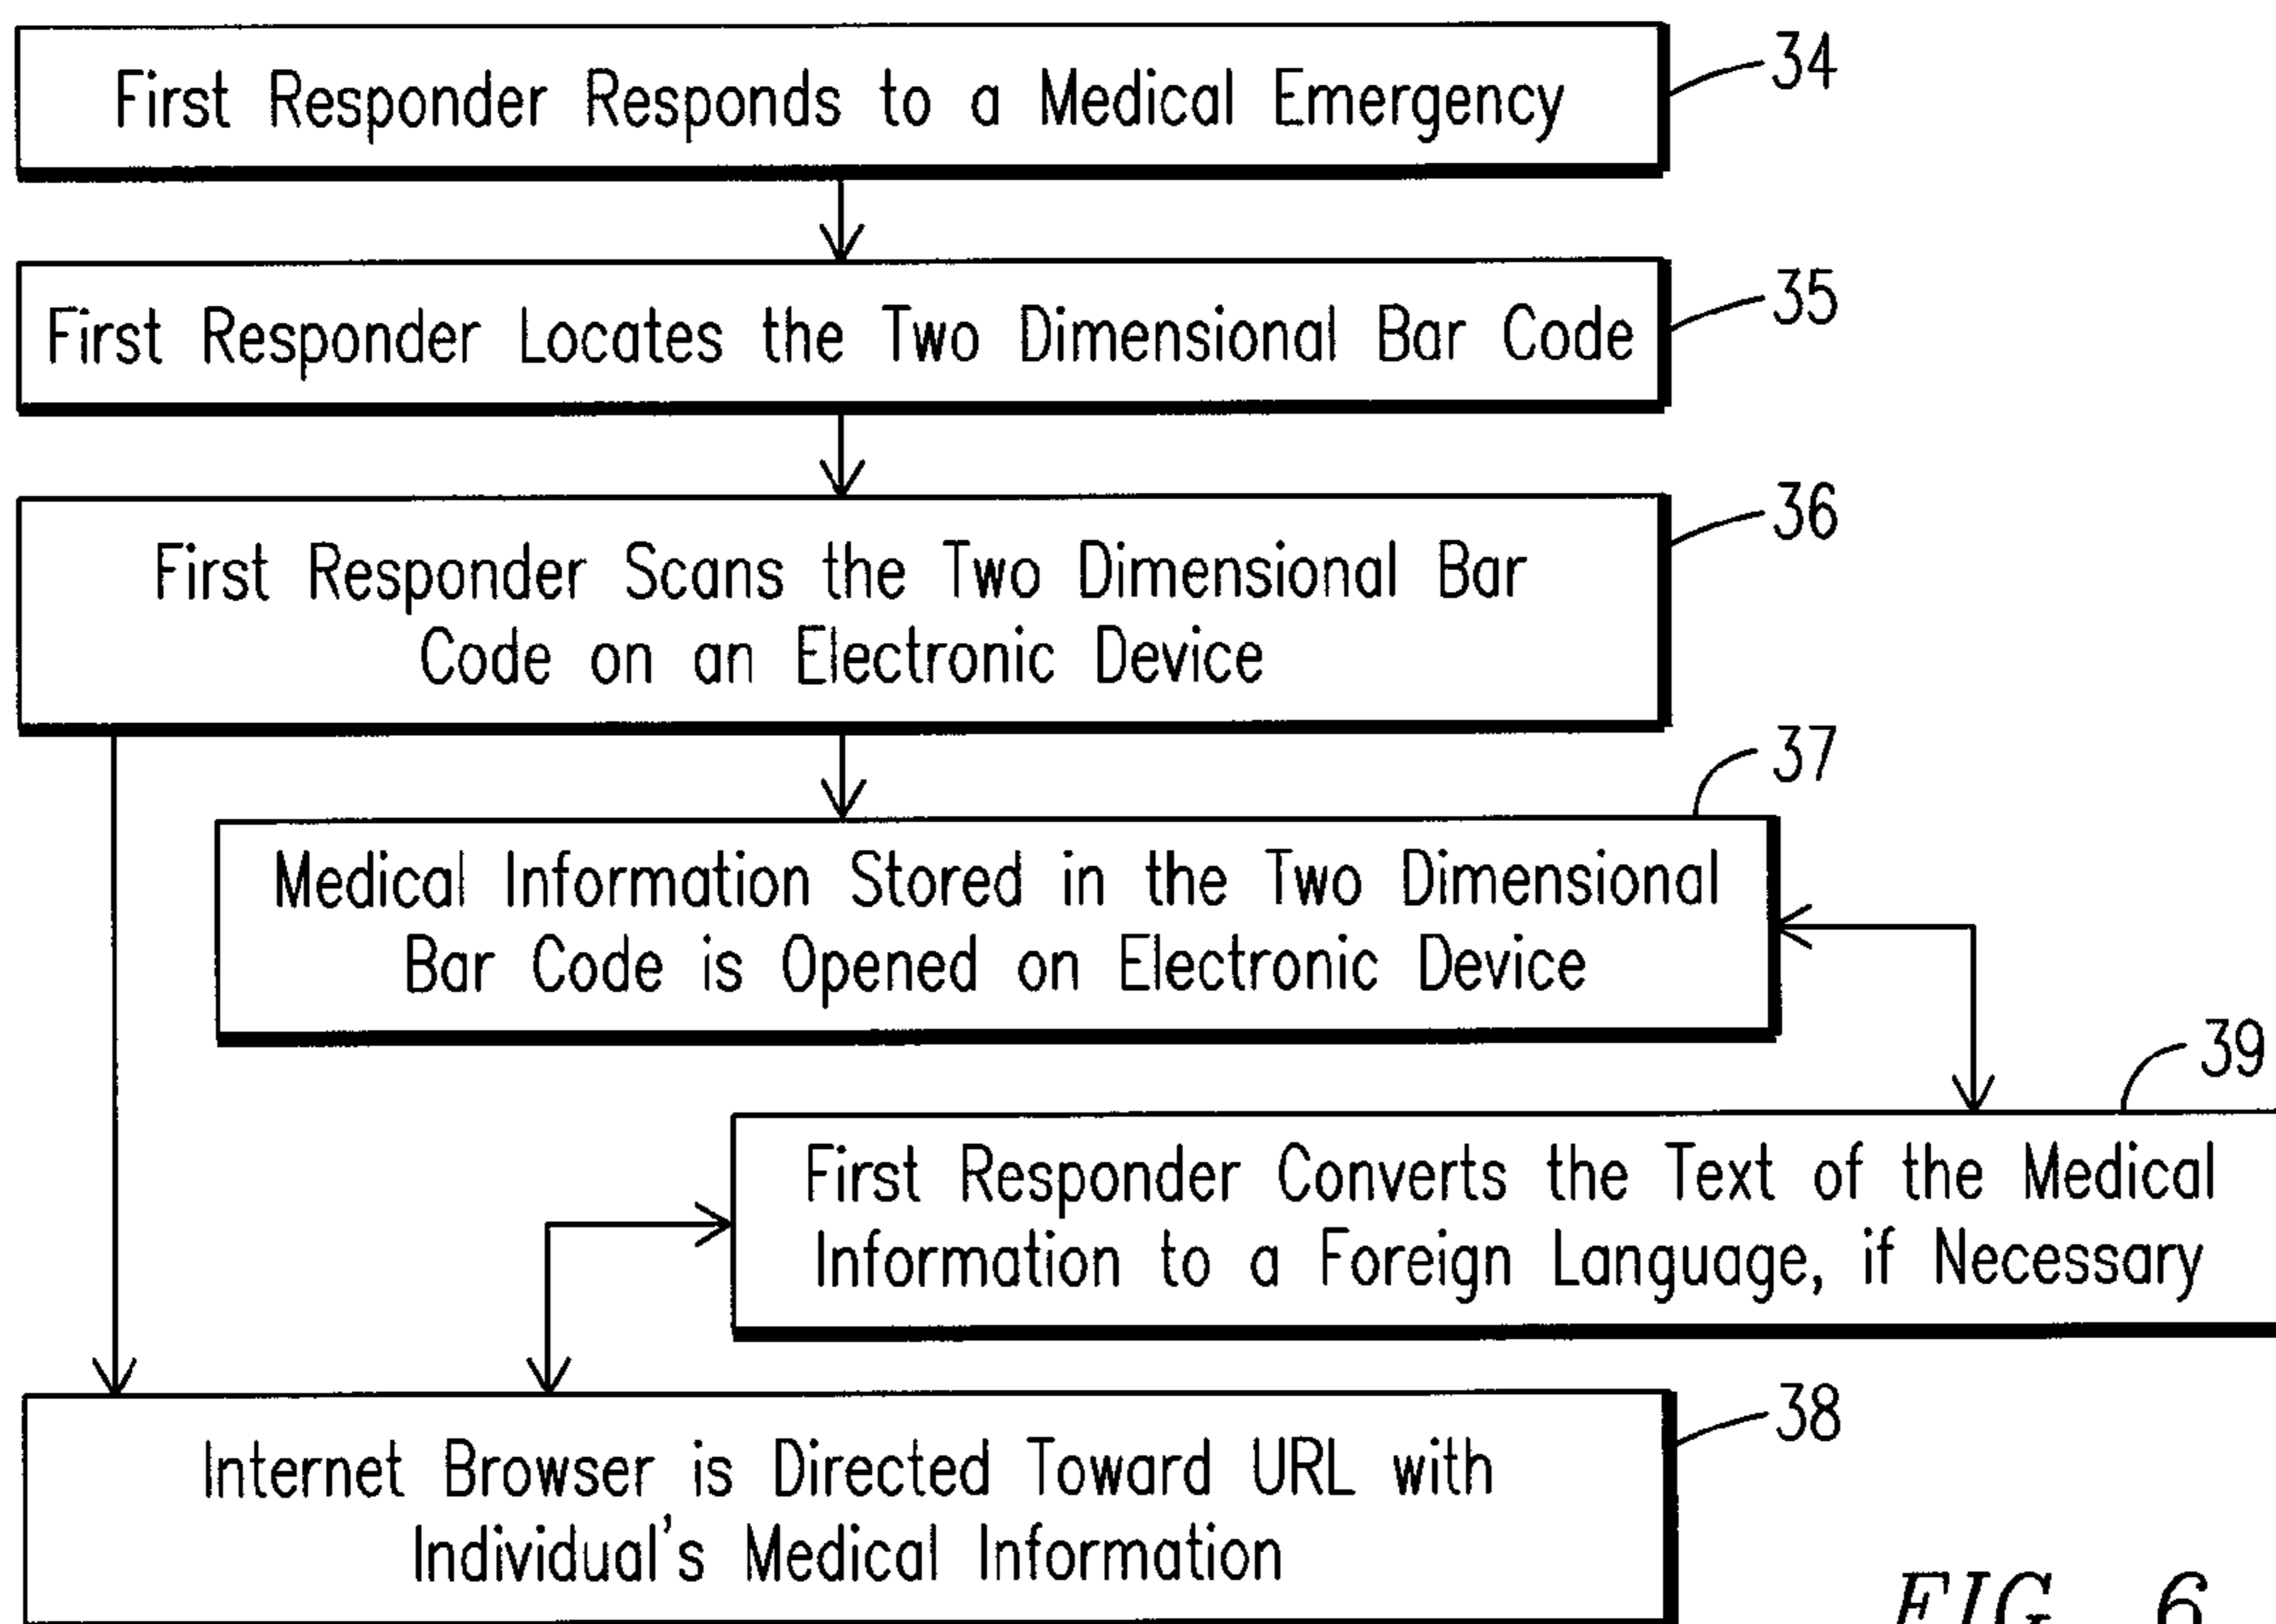 First Responder Responds to a Medical Emergency
34
First Responder Locates the Two Dimensional Bar Code
35
First Responder Scans the Two Dimensional Bar
Code on an Electronic Device
36
Medical Information Stored in the Two Dimensional
Bar Code is Opened on Electronic Device
37
First Responder Converts the Text of the Medical
Information to a Foreign Language, if Necessary
39
Internet Browser is Directed Toward URL with
Individual's Medical Information
38
FIG. 6